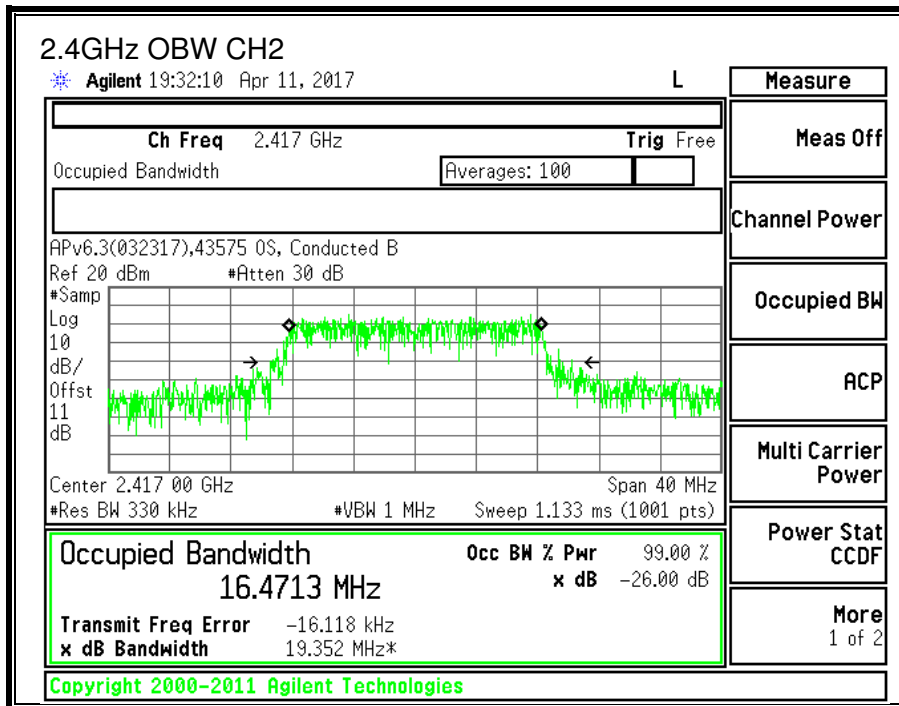 2.4GHz OBW CH2
Agilent 19:32:10 Apr 11, 2017 L
Measure
Ch Freq 2.417 GHz Trig Free
Occupied Bandwidth Averages: 100
APv6.3(032317),43575 OS, Conducted B
Ref 20 dBm #Atten 30 dB
#Samp
Log
10
dB/
Offst
11
dB
Center 2.417 00 GHz Span 40 MHz
#Res BW 330 kHz #VBW 1 MHz Sweep 1.133 ms (1001 pts)
Occupied Bandwidth Occ BW % Pwr 99.00 %
16.4713 MHz x dB -26.00 dB
Transmit Freq Error -16.118 kHz
x dB Bandwidth 19.352 MHz*
Meas Off
Channel Power
Occupied BW
ACP
Multi Carrier
Power
Power Stat
CCDF
More
1 of 2
Copyright 2000-2011 Agilent Technologies